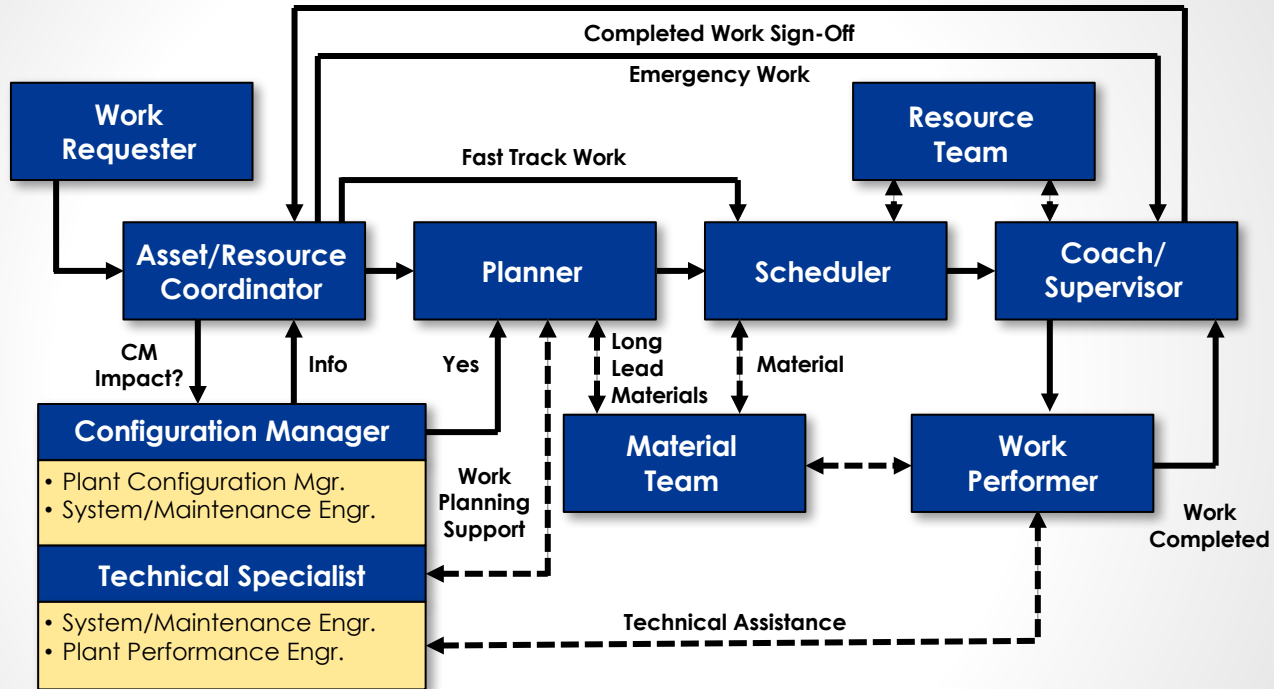 Completed Work Sign-Off
Emergency Work
Work
Requester
Resource
Team
Fast Track Work
Asset/Resource
Coordinator
Planner
Scheduler
Coach/
Supervisor
CM
Impact?
Info
Yes
Long
Lead
Materials
Material
Configuration Manager
• Plant Configuration Mgr.
• System/Maintenance Engr.
Work
Planning
Support
Material
Team
Work
Performer
Work
Completed
Technical Specialist
• System/Maintenance Engr.
• Plant Performance Engr.
Technical Assistance